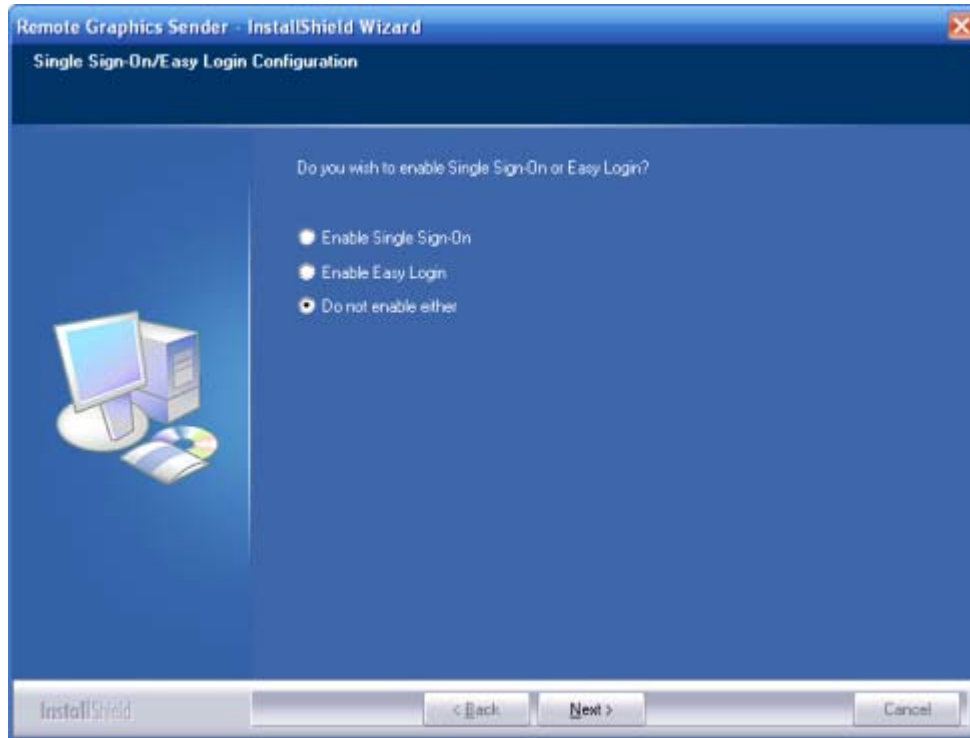 Remote Graphics Sender - InstallShield Wizard
Single Sign-On/Easy Login Configuration
Do you wish to enable Single Sign-On or Easy Login?
Enable Single Sign-On
Enable Easy Login
Do not enable either
InstallShield
< Back
Next >
Cancel